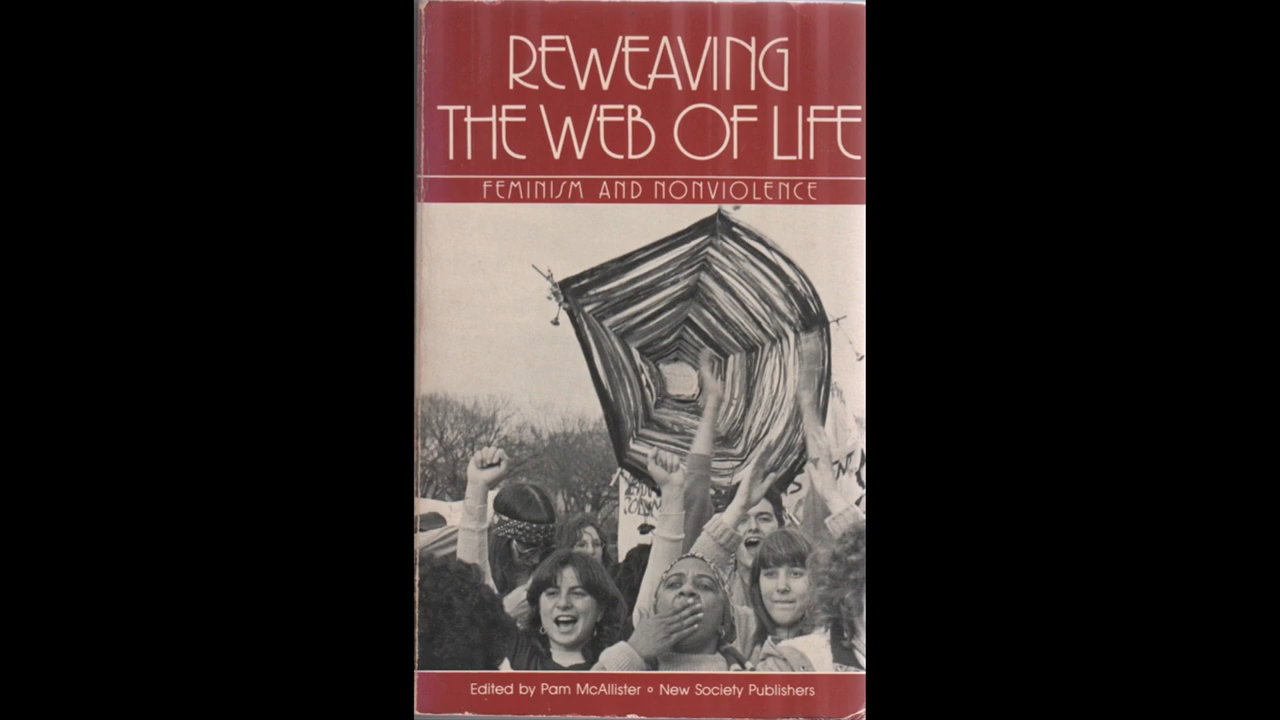 REWEAVING
THE WEB OF LIFE
FEMINISM AND NONVIOLENCE
Edited by Pam McAllister ∘ New Society Publishers